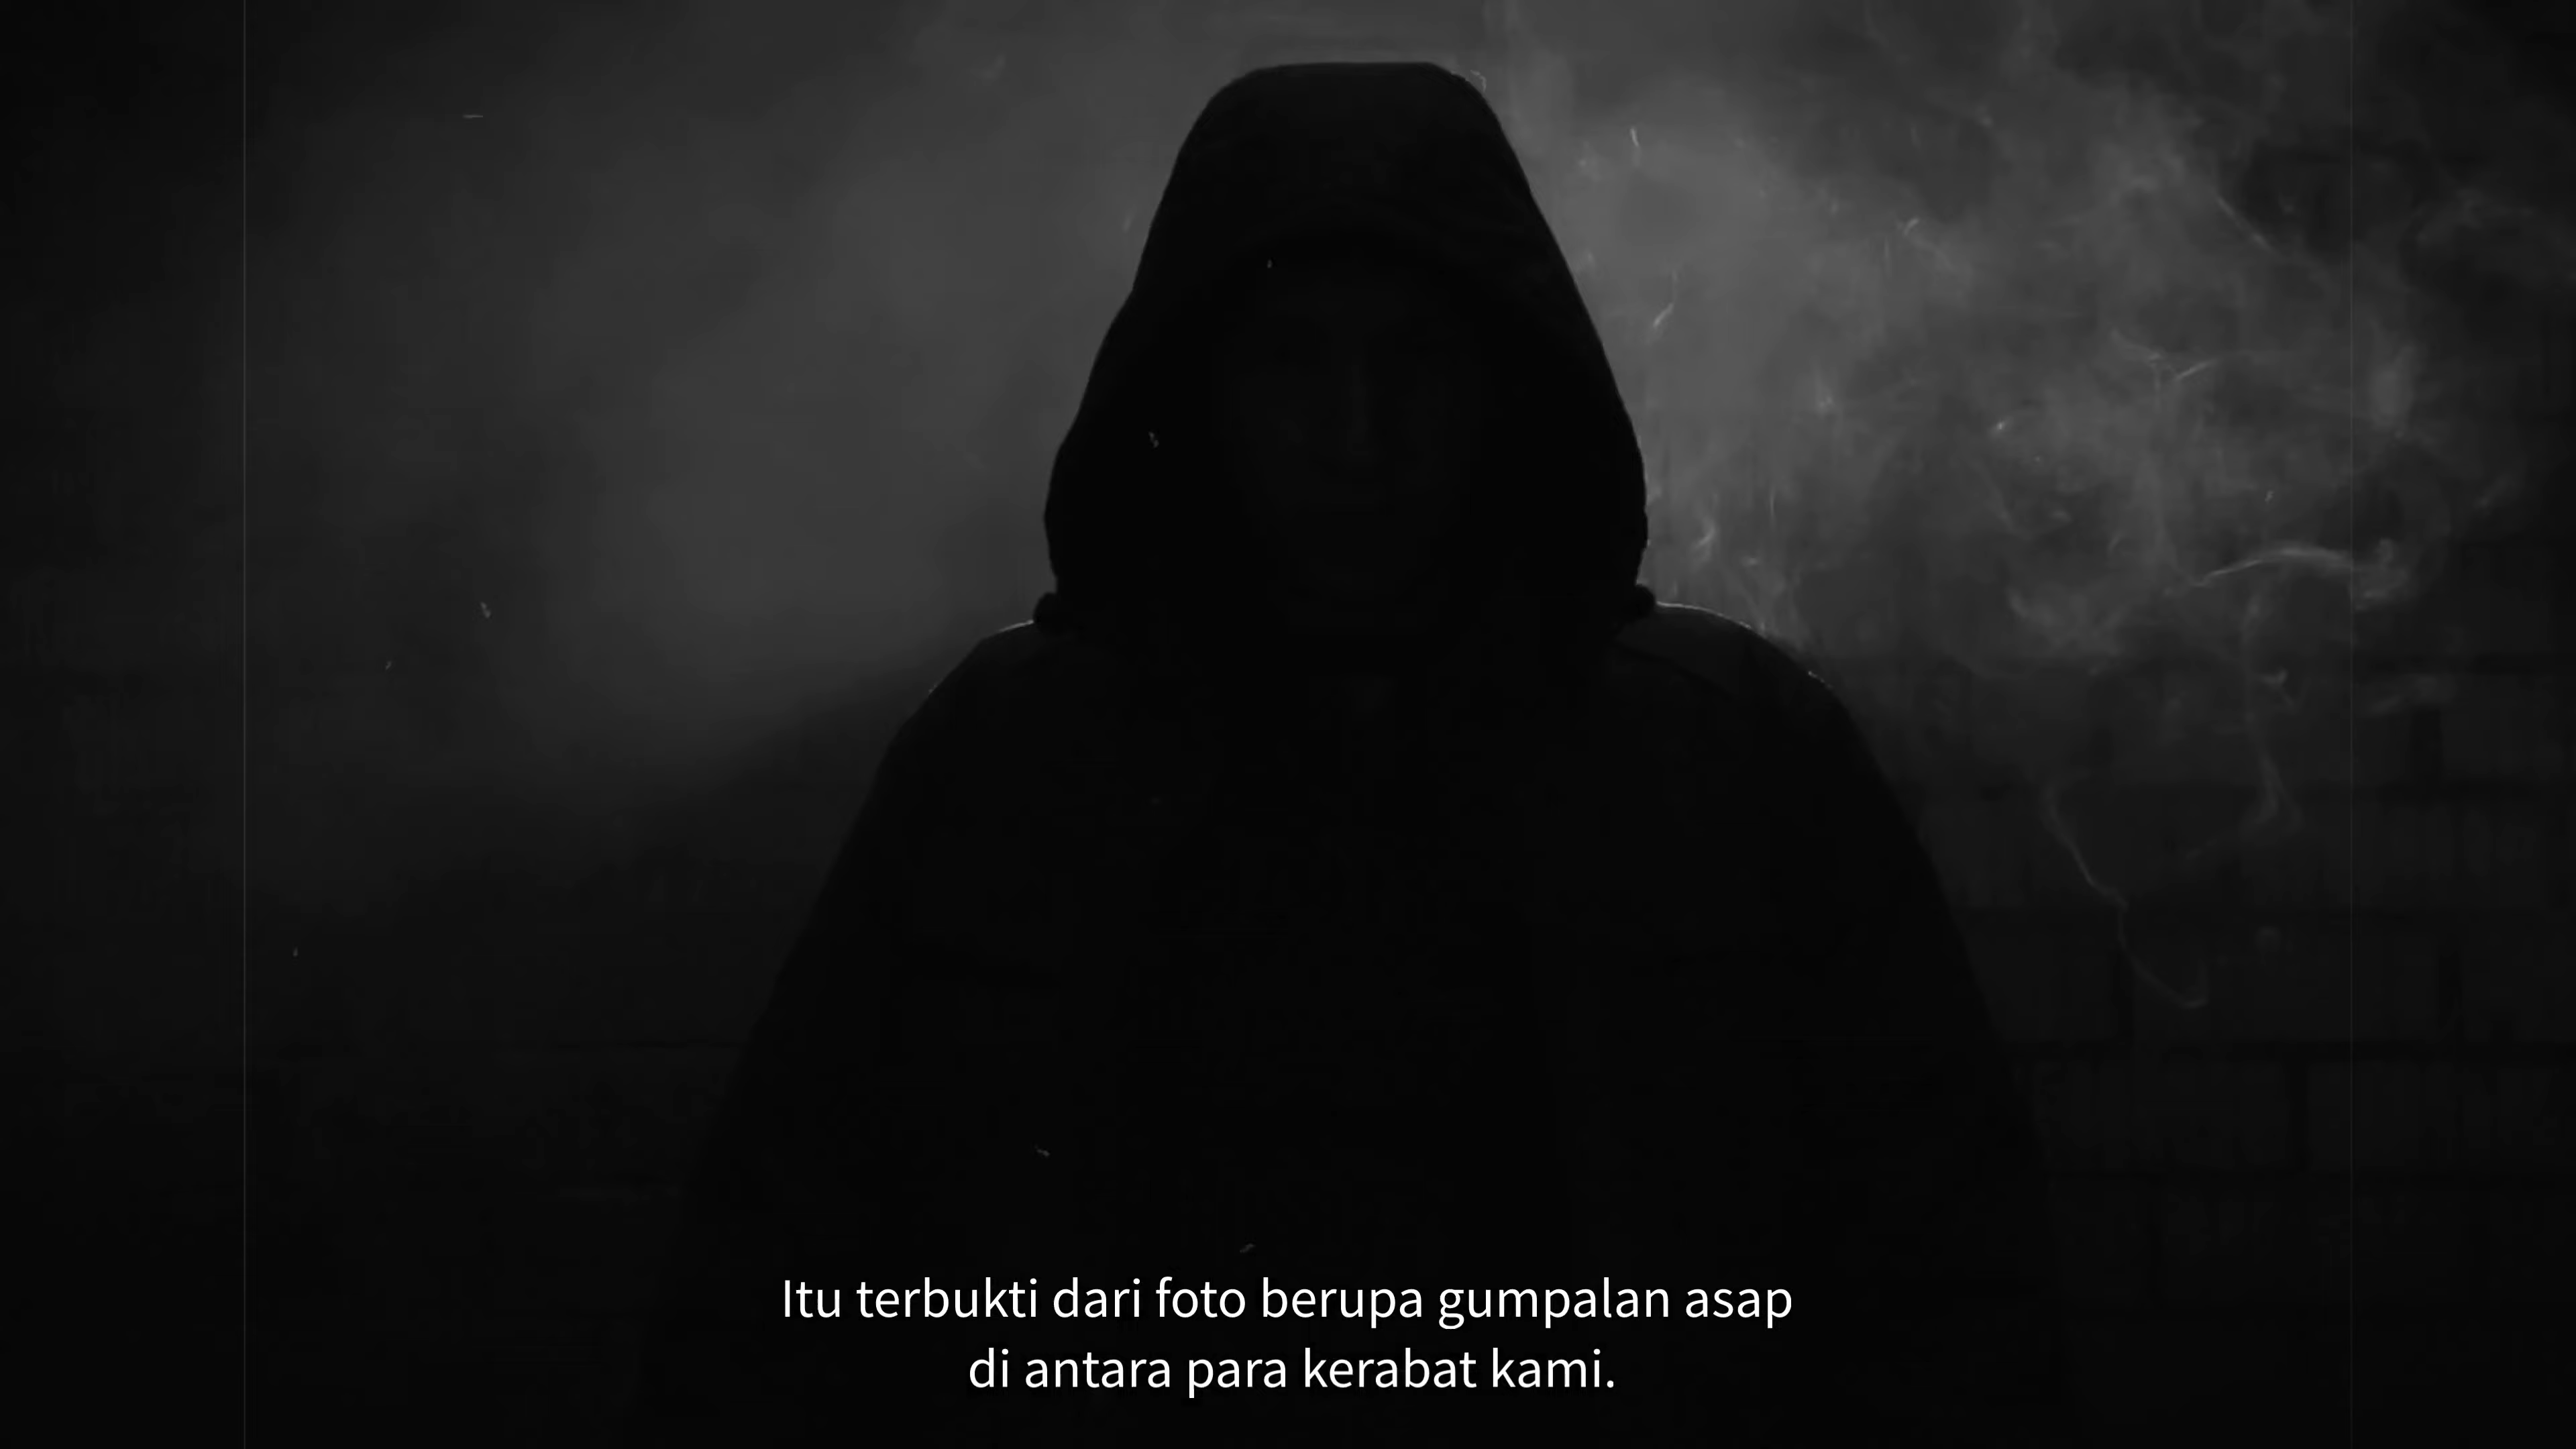 Itu terbukti dari foto berupa gumpalan asap
di antara para kerabat kami.